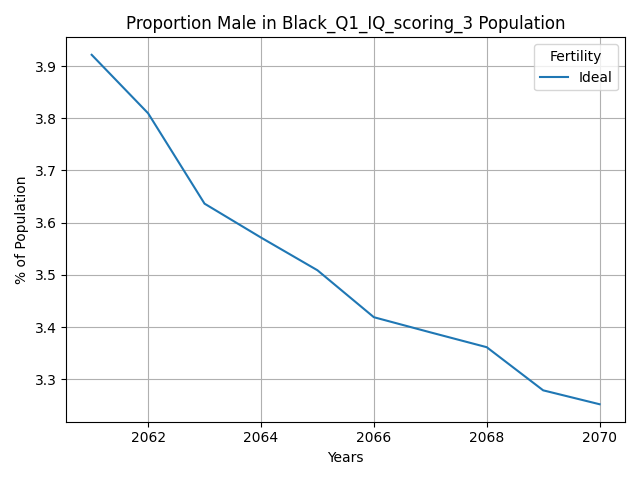 Proportion Male in Black_Q1_IQ_scoring_3 Population
Fertility
Ideal
% of Population
3.9
3.8
3.7
3.6
3.5
3.4
3.3
2062 2064 2066 2068 2070
Years